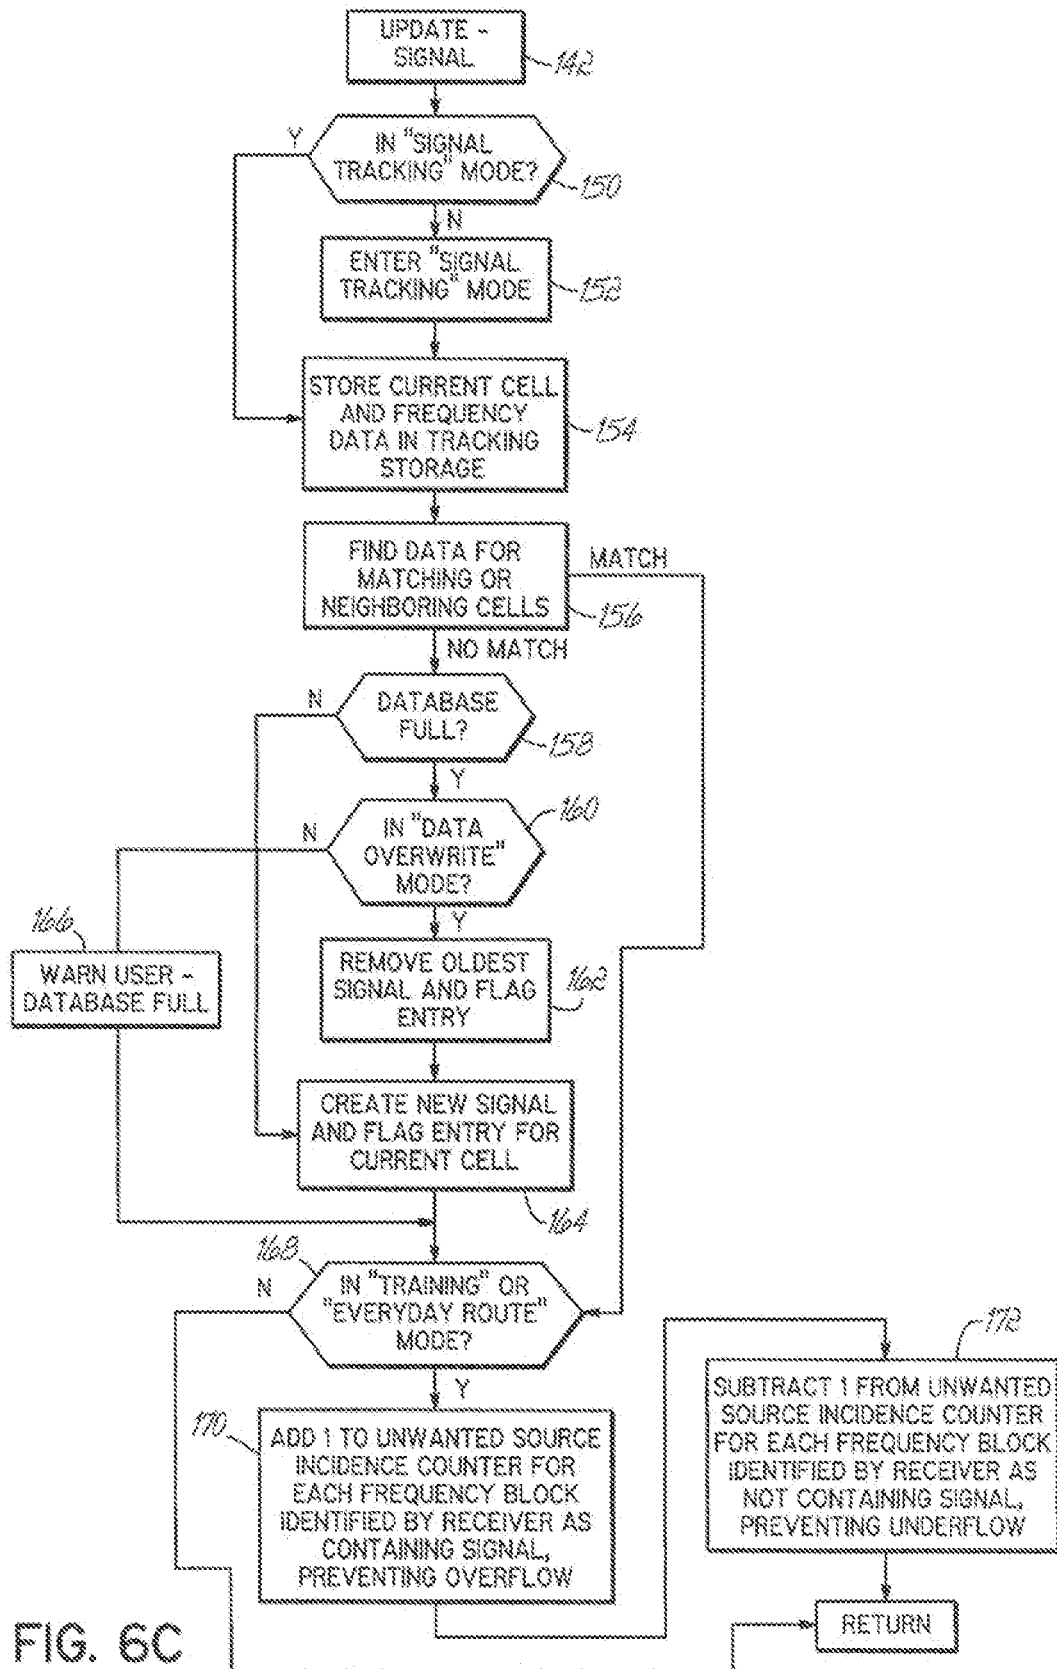 UPDATE -
SIGNAL
142
Y
IN "SIGNAL
TRACKING" MODE?
150
N
ENTER "SIGNAL
TRACKING" MODE
152
STORE CURRENT CELL
AND FREQUENCY
DATA IN TRACKING
STORAGE
154
FIND DATA FOR
MATCHING OR
NEIGHBORING CELLS
156
MATCH
NO MATCH
N
DATABASE
FULL?
158
Y
160
N
IN "DATA
OVERWRITE"
MODE?
Y
166
WARN USER -
DATABASE FULL
REMOVE OLDEST
SIGNAL AND FLAG
ENTRY
162
CREATE NEW SIGNAL
AND FLAG ENTRY FOR
CURRENT CELL
164
168
N
IN "TRAINING" OR
"EVERYDAY ROUTE"
MODE?
Y
170
ADD 1 TO UNWANTED SOURCE
INCIDENCE COUNTER FOR
EACH FREQUENCY BLOCK
IDENTIFIED BY RECEIVER AS
CONTAINING SIGNAL,
PREVENTING OVERFLOW
172
SUBTRACT 1 FROM UNWANTED
SOURCE INCIDENCE COUNTER
FOR EACH FREQUENCY BLOCK
IDENTIFIED BY RECEIVER AS
NOT CONTAINING SIGNAL,
PREVENTING UNDERFLOW
RETURN
FIG. 6C